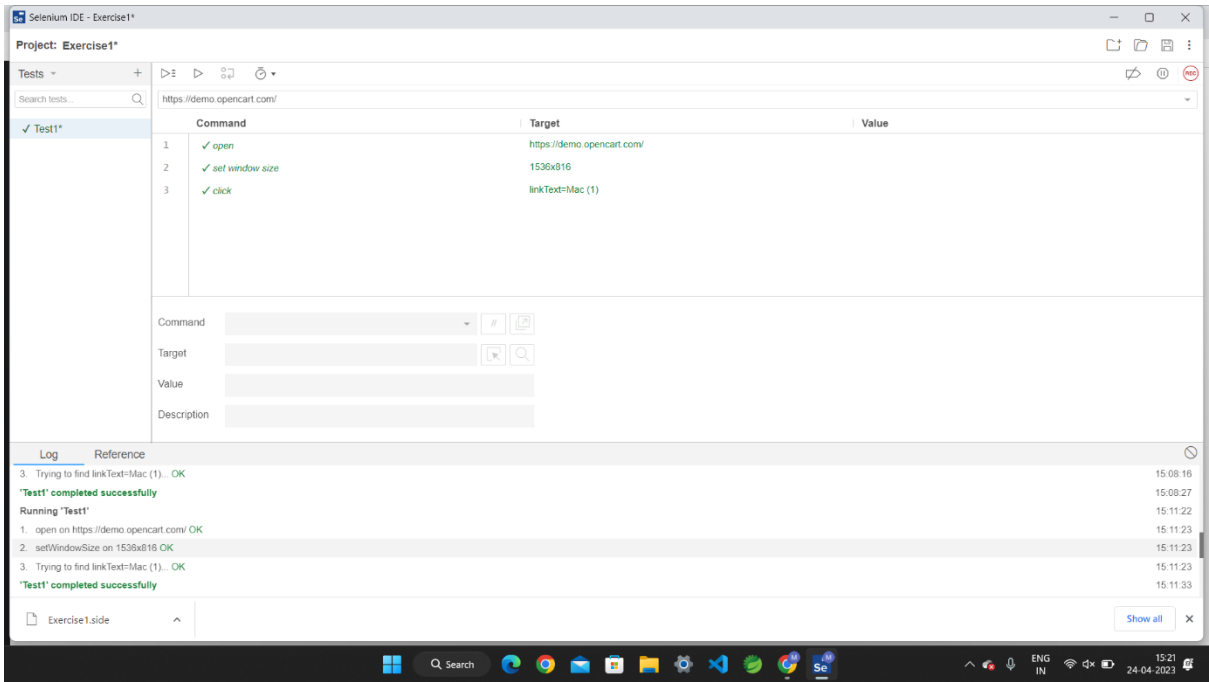 Se Selenium IDE - Exercise1*
Project: Exercise1*
Tests
Search tests...
✓ Test1*
REC
https://demo.opencart.com/
Command Target Value
1 ✓ open https://demo.opencart.com/
2 ✓ set window size 1536x816
3 ✓ click linkText=Mac (1)
Command //
Target
Value
Description
Log Reference
3. Trying to find linkText=Mac (1)... OK 15:08:16
'Test1' completed successfully 15:08:27
Running 'Test1' 15:11:22
1. open on https://demo.opencart.com/ OK 15:11:23
2. setWindowSize on 1536x816 OK 15:11:23
3. Trying to find linkText=Mac (1)... OK 15:11:23
'Test1' completed successfully 15:11:33
Exercise1.side Show all
Search M Se M ENG 15:21
IN 24-04-2023